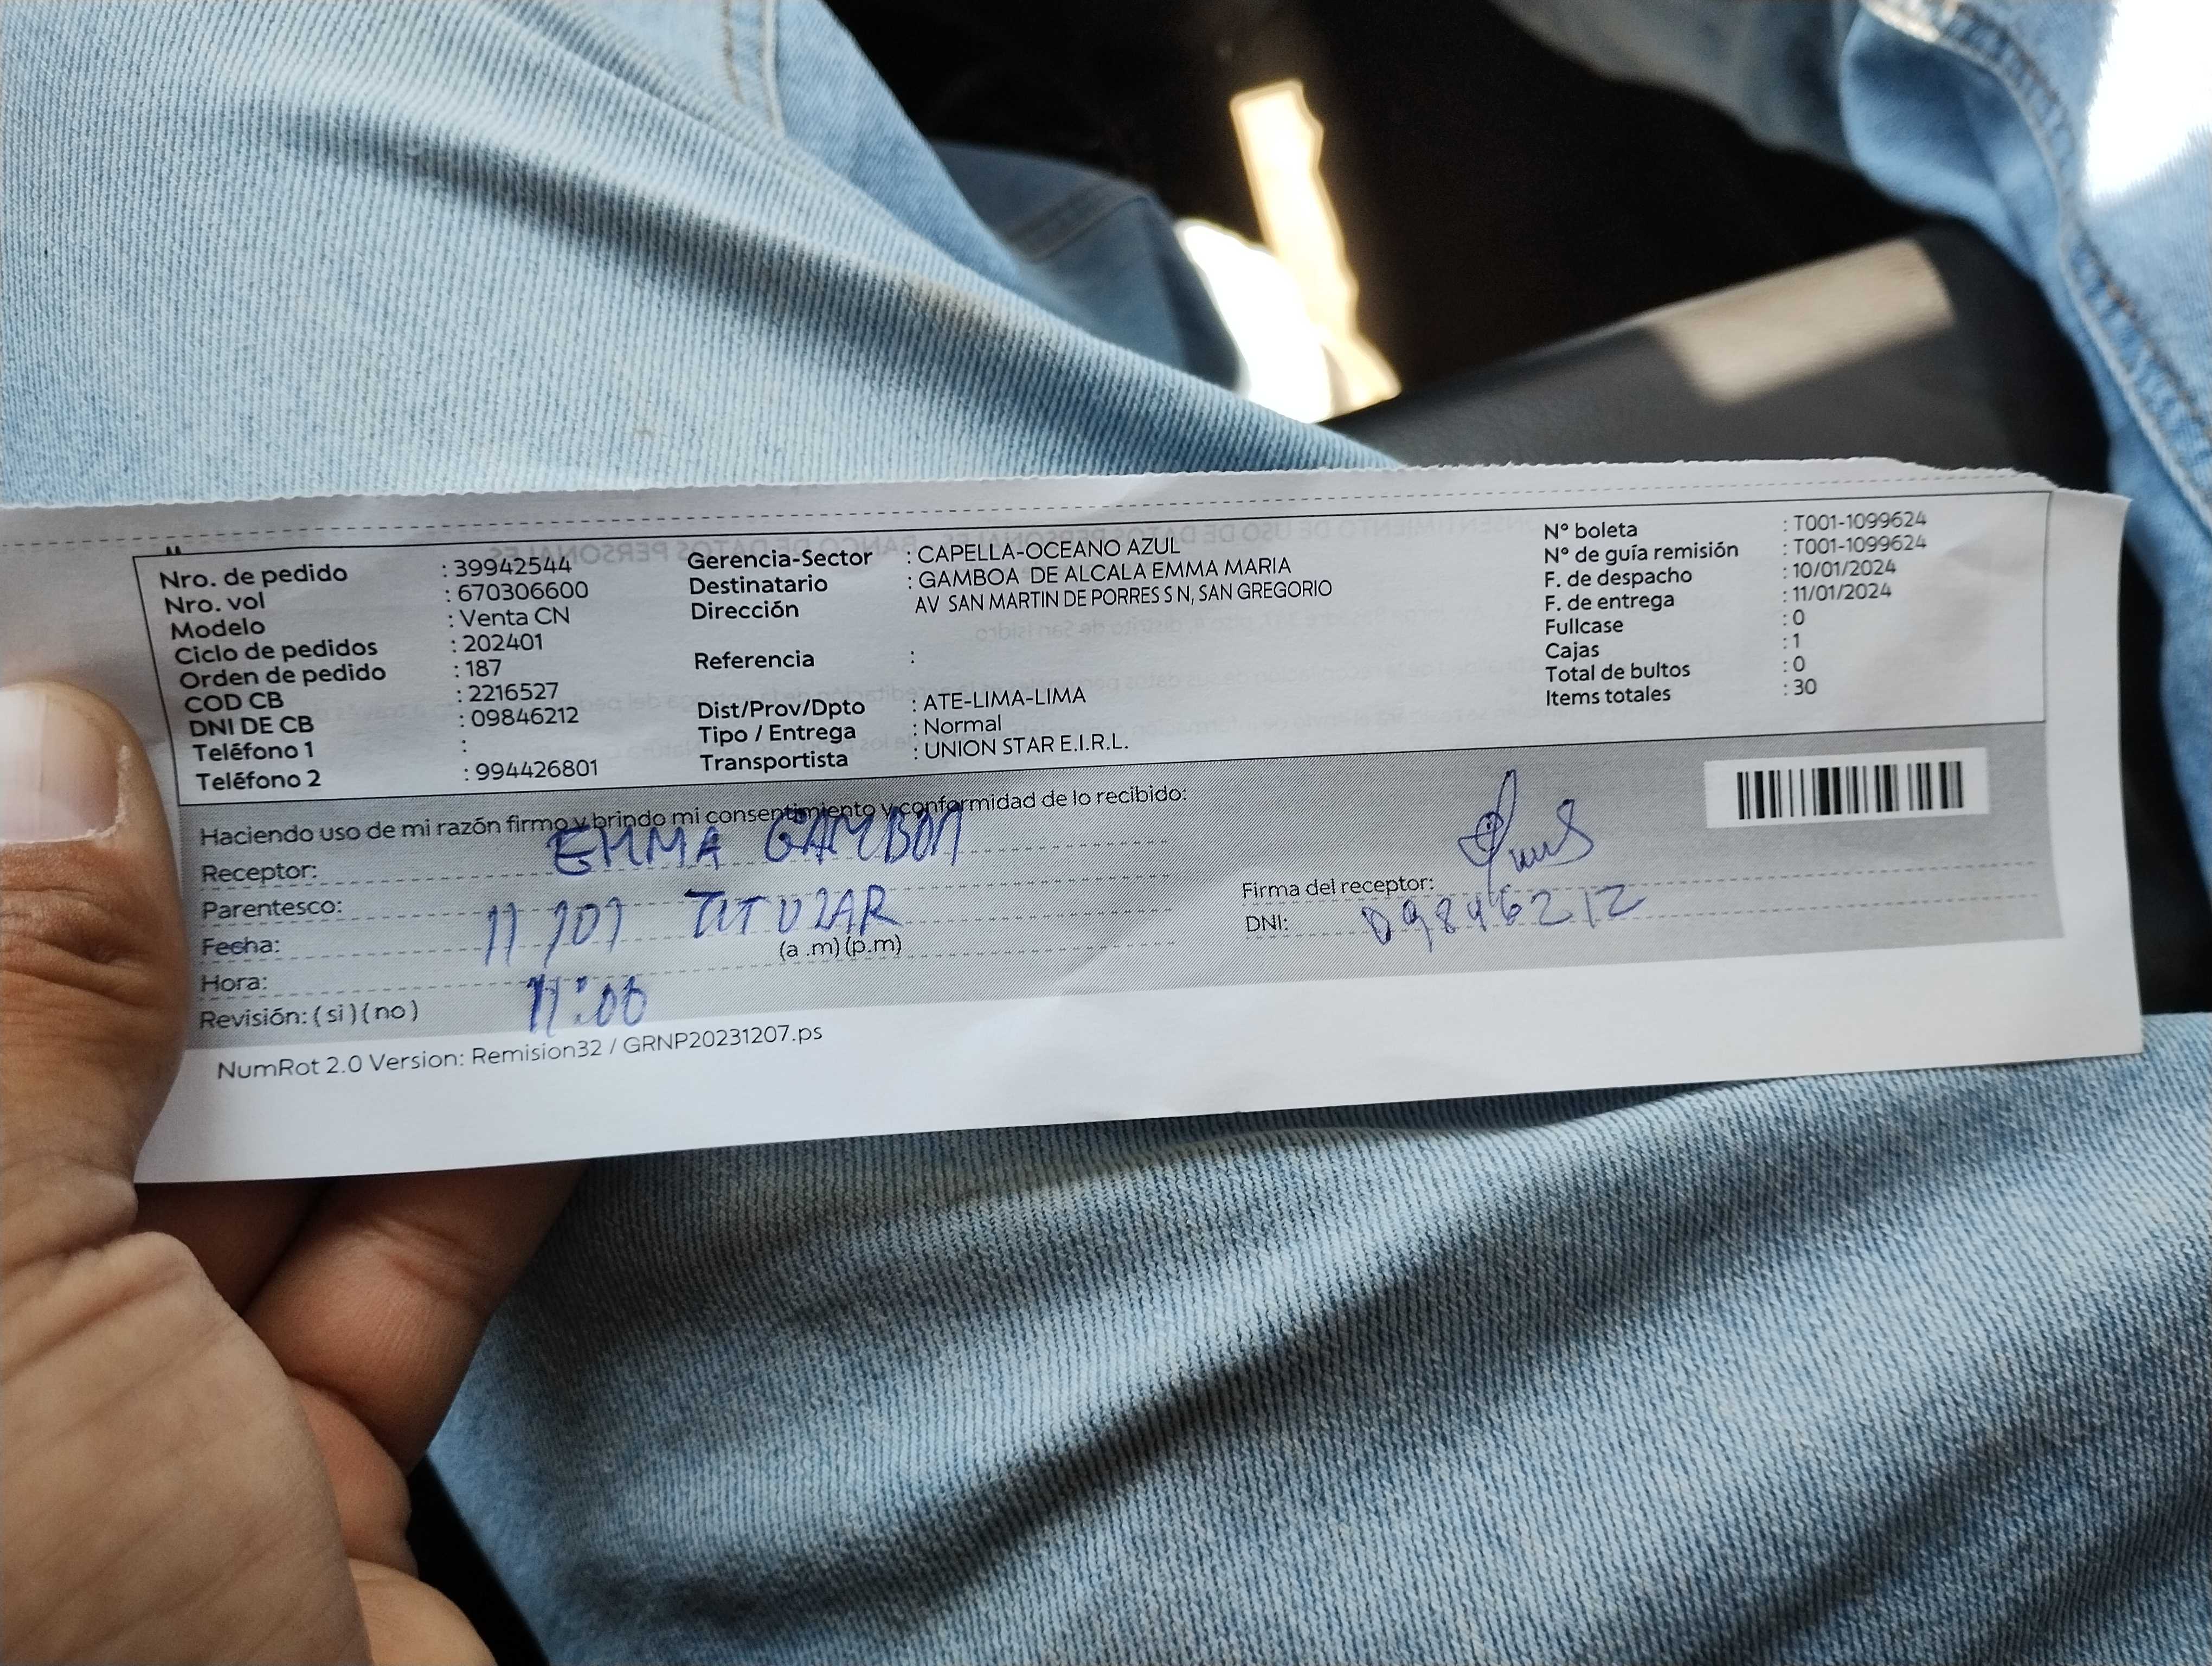 Nro. de pedido : 39942544
Nro. vol : 670306600
Modelo : Venta CN
Ciclo de pedidos : 202401
Orden de pedido : 187
COD CB : 2216527
DNI DE CB : 09846212
Teléfono 1 :
Teléfono 2 : 994426801
Gerencia-Sector : CAPELLA-OCEANO AZUL
Destinatario : GAMBOA DE ALCALA EMMA MARIA
Dirección AV SAN MARTIN DE PORRES S N, SAN GREGORIO
Referencia :
Dist/Prov/Dpto : ATE-LIMA-LIMA
Tipo / Entrega : Normal
Transportista : UNION STAR E.I.R.L.
N° boleta : T001-1099624
N° de guía remisión : T001-1099624
F. de despacho : 10/01/2024
F. de entrega : 11/01/2024
Fullcase : 0
Cajas : 1
Total de bultos : 0
Items totales : 30
Haciendo uso de mi razón firmo y brindo mi consentimiento y conformidad de lo recibido:
Receptor: EMMA GAMBOA
Parentesco: TITULAR
Fecha: 11/01 (a .m) (p.m)
Hora: 11:00
Revisión: ( si ) ( no )
Firma del receptor:
DNI: 09846212
NumRot 2.0 Version: Remision32 / GRNP20231207.ps